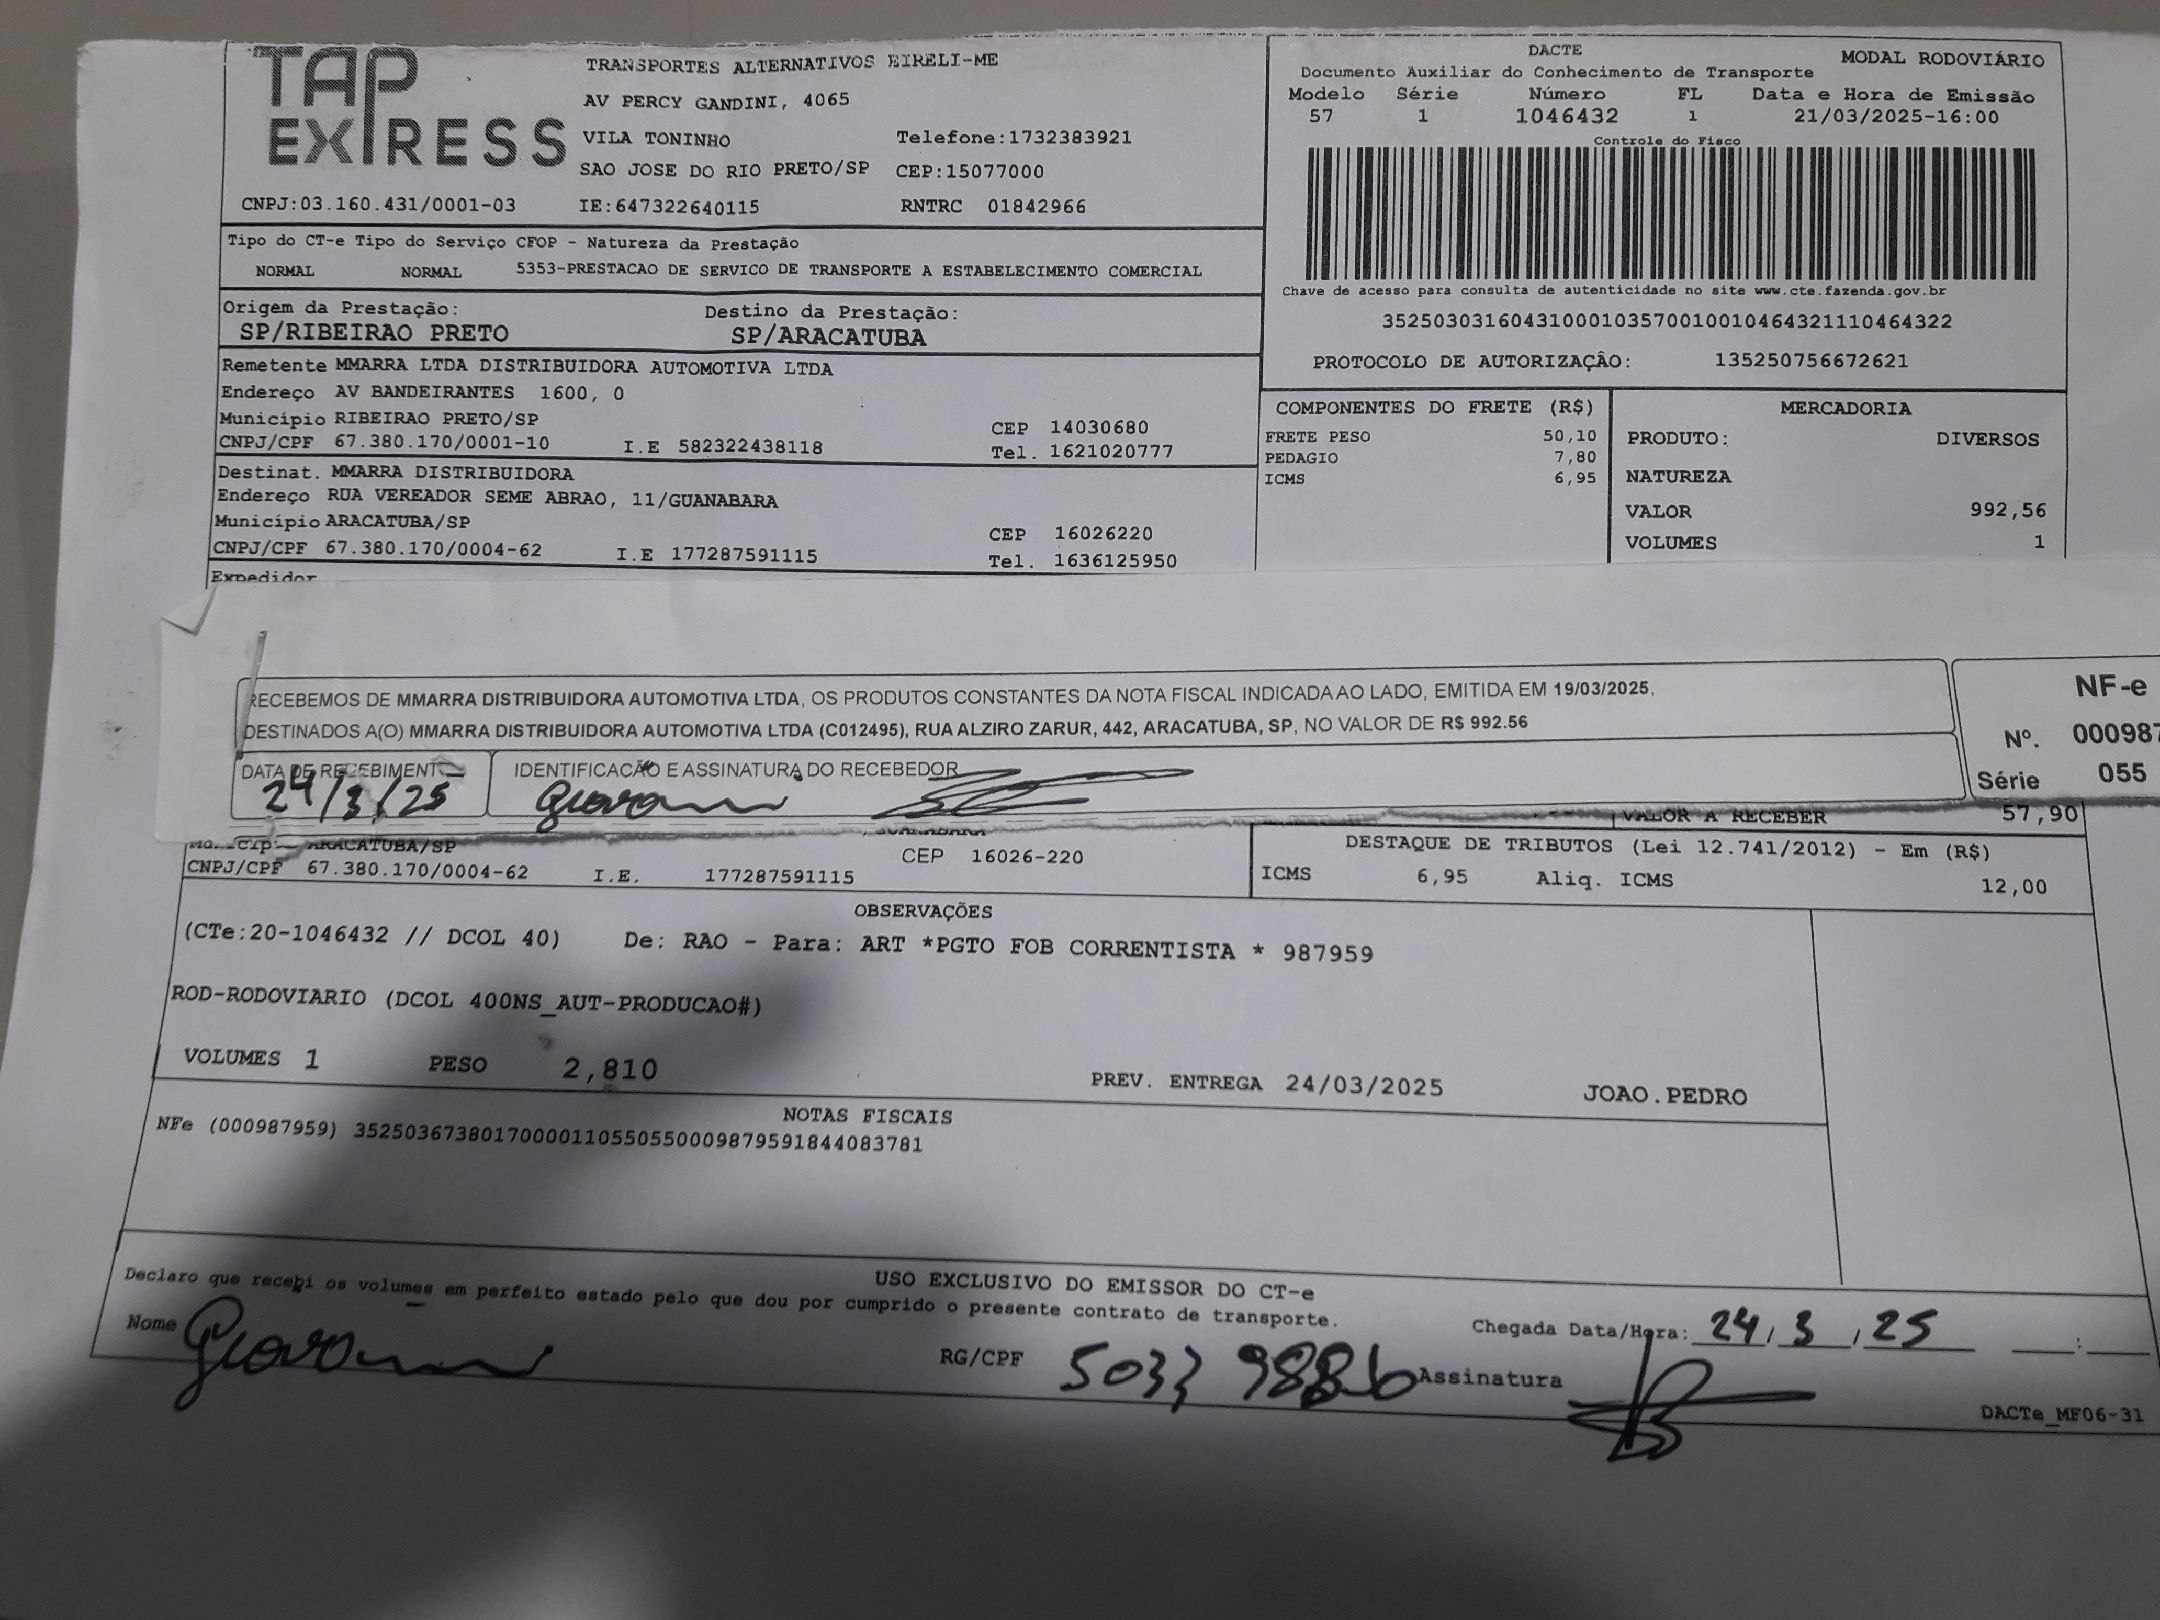 TAP EXPRESS
TRANSPORTES ALTERNATIVOS EIRELI-ME
AV PERCY GANDINI, 4065
VILA TONINHO Telefone:1732383921
SAO JOSE DO RIO PRETO/SP CEP:15077000
CNPJ:03.160.431/0001-03 IE:647322640115 RNTRC 01842966
DACTE MODAL RODOVIÁRIO
Documento Auxiliar do Conhecimento de Transporte
Modelo Série Número FL Data e Hora de Emissão
57 1 1046432 1 21/03/2025-16:00
Controle do Fisco
Chave de acesso para consulta de autenticidade no site www.cte.fazenda.gov.br
35250303160431000103570010010464321110464322
PROTOCOLO DE AUTORIZAÇÂO: 135250756672621
Tipo do CT-e Tipo do Serviço CFOP - Natureza da Prestação
NORMAL NORMAL 5353-PRESTACAO DE SERVICO DE TRANSPORTE A ESTABELECIMENTO COMERCIAL
Origem da Prestação: Destino da Prestação:
SP/RIBEIRAO PRETO SP/ARACATUBA
Remetente MMARRA LTDA DISTRIBUIDORA AUTOMOTIVA LTDA
Endereço AV BANDEIRANTES 1600, 0
Município RIBEIRAO PRETO/SP CEP 14030680
CNPJ/CPF 67.380.170/0001-10 I.E 582322438118 Tel. 1621020777
Destinat. MMARRA DISTRIBUIDORA
Endereço RUA VEREADOR SEME ABRAO, 11/GUANABARA
Município ARACATUBA/SP CEP 16026220
CNPJ/CPF 67.380.170/0004-62 I.E 177287591115 Tel. 1636125950
Expedidor
COMPONENTES DO FRETE (R$)
FRETE PESO 50,10
PEDAGIO 7,80
ICMS 6,95
MERCADORIA
PRODUTO: DIVERSOS
NATUREZA
VALOR 992,56
VOLUMES 1
RECEBEMOS DE MMARRA DISTRIBUIDORA AUTOMOTIVA LTDA, OS PRODUTOS CONSTANTES DA NOTA FISCAL INDICADA AO LADO, EMITIDA EM 19/03/2025,
DESTINADOS A(O) MMARRA DISTRIBUIDORA AUTOMOTIVA LTDA (C012495), RUA ALZIRO ZARUR, 442, ARACATUBA, SP, NO VALOR DE R$ 992.56
DATA DE RECEBIMENTO IDENTIFICAÇÃO E ASSINATURA DO RECEBEDOR
24/3/25 Giovanni
NF-e
Nº. 000987
Série 055
VALOR A RECEBER 57,90
GUANABARA
Município ARACATUBA/SP CEP 16026-220
CNPJ/CPF 67.380.170/0004-62 I.E. 177287591115
DESTAQUE DE TRIBUTOS (Lei 12.741/2012) - Em (R$)
ICMS 6,95 Aliq. ICMS 12,00
OBSERVAÇÕES
(CTe:20-1046432 // DCOL 40) De: RAO - Para: ART *PGTO FOB CORRENTISTA * 987959
ROD-RODOVIARIO (DCOL 400NS_AUT-PRODUCAO#)
VOLUMES 1 PESO 2,810 PREV. ENTREGA 24/03/2025 JOAO.PEDRO
NOTAS FISCAIS
NFe (000987959) 35250367380170000110550550009879591844083781
USO EXCLUSIVO DO EMISSOR DO CT-e
Declaro que recebi os volumes em perfeito estado pelo que dou por cumprido o presente contrato de transporte.
Nome Giovanni RG/CPF Assinatura Chegada Data/Hora: 24/3/25 :
DACTe_MF06-31